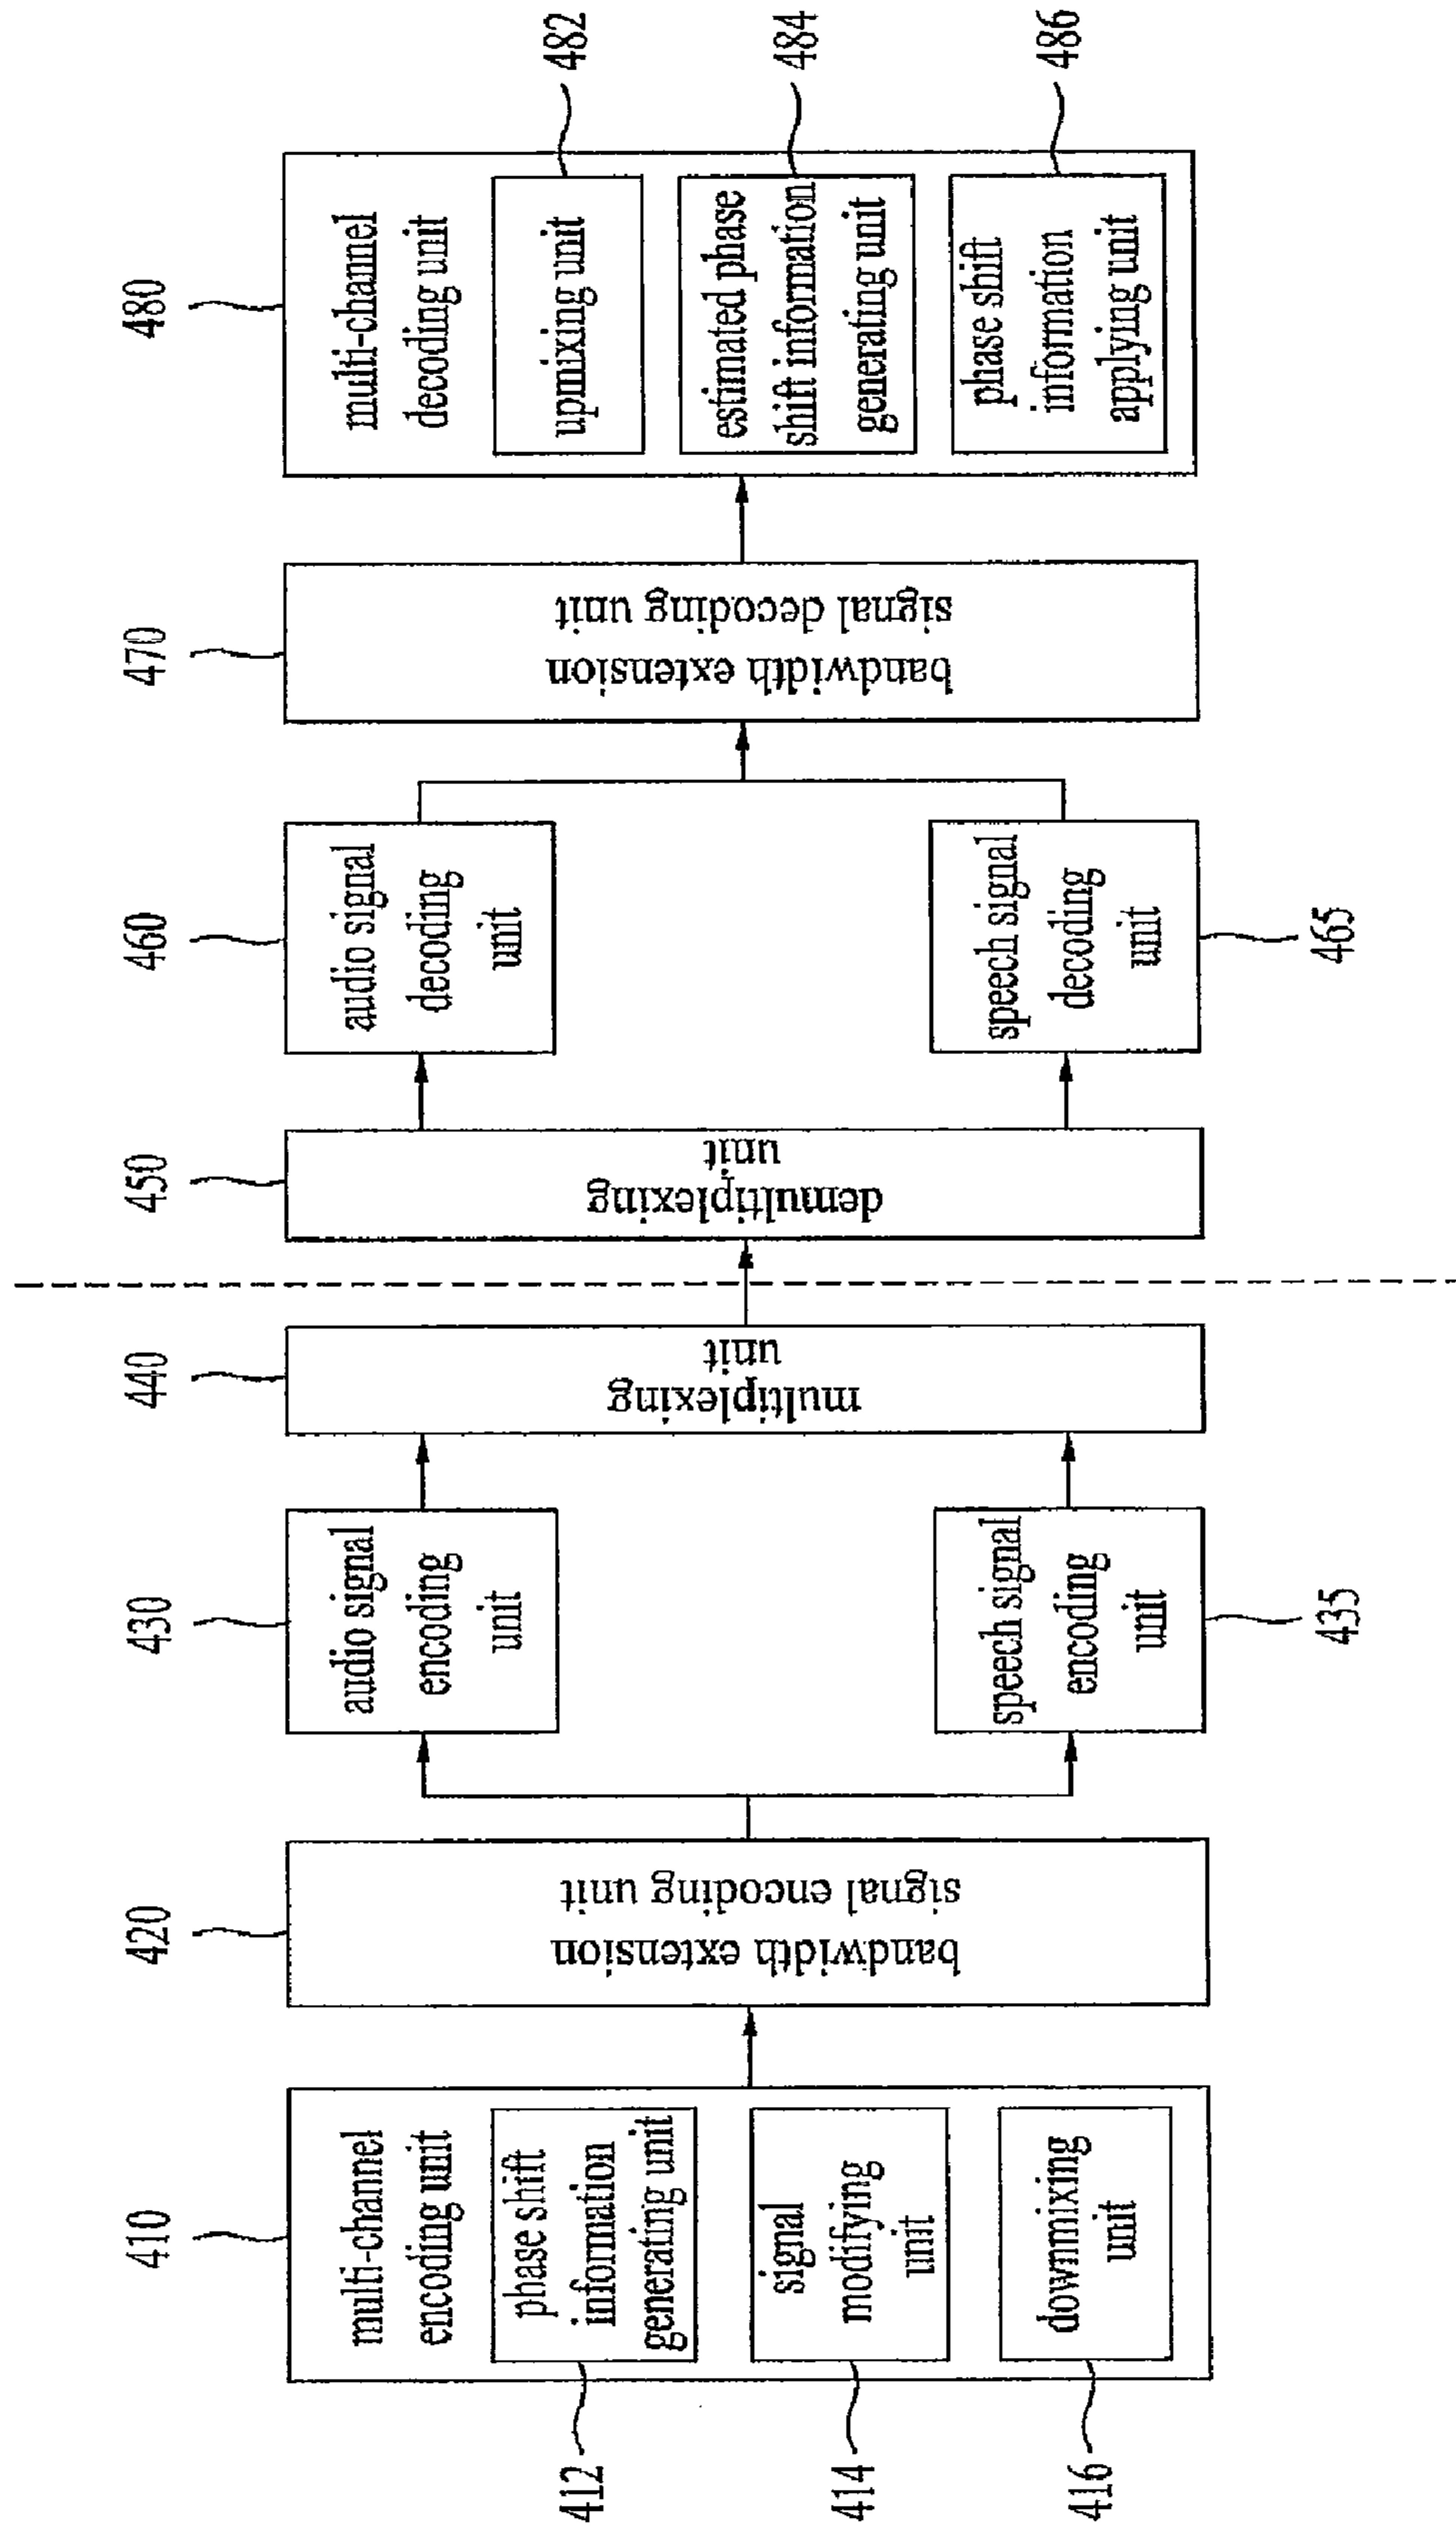 410
multi-channel
encoding unit
412
phase shift
information
generating unit
414
signal
modifying
unit
416
downmixing
unit
420
bandwidth extension
signal encoding unit
430
audio signal
encoding
unit
435
speech signal
encoding
unit
440
multiplexing
unit
450
demultiplexing
unit
460
audio signal
decoding
unit
465
speech signal
decoding
unit
470
bandwidth extension
signal decoding unit
480
multi-channel
decoding unit
482
upmixing unit
484
estimated phase
shift information
generating unit
486
phase shift
information
applying unit